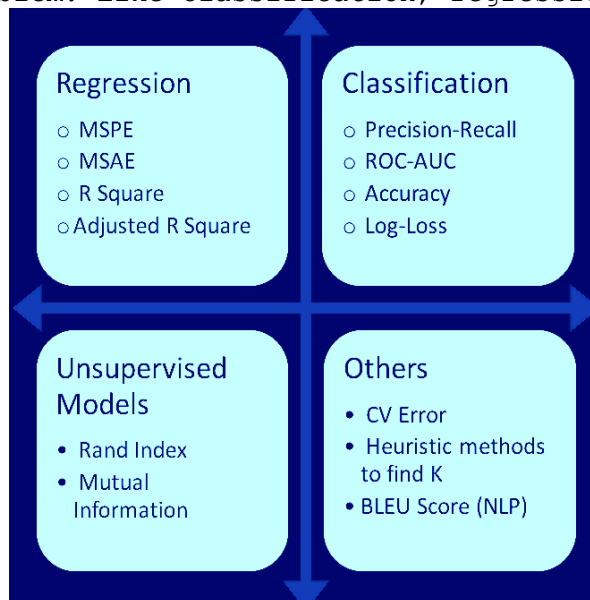 Regression
○ MSPE
○ MSAE
○ R Square
○ Adjusted R Square
Classification
○ Precision-Recall
○ ROC-AUC
○ Accuracy
○ Log-Loss
Unsupervised
Models
• Rand Index
• Mutual
Information
Others
• CV Error
• Heuristic methods
to find K
• BLEU Score (NLP)